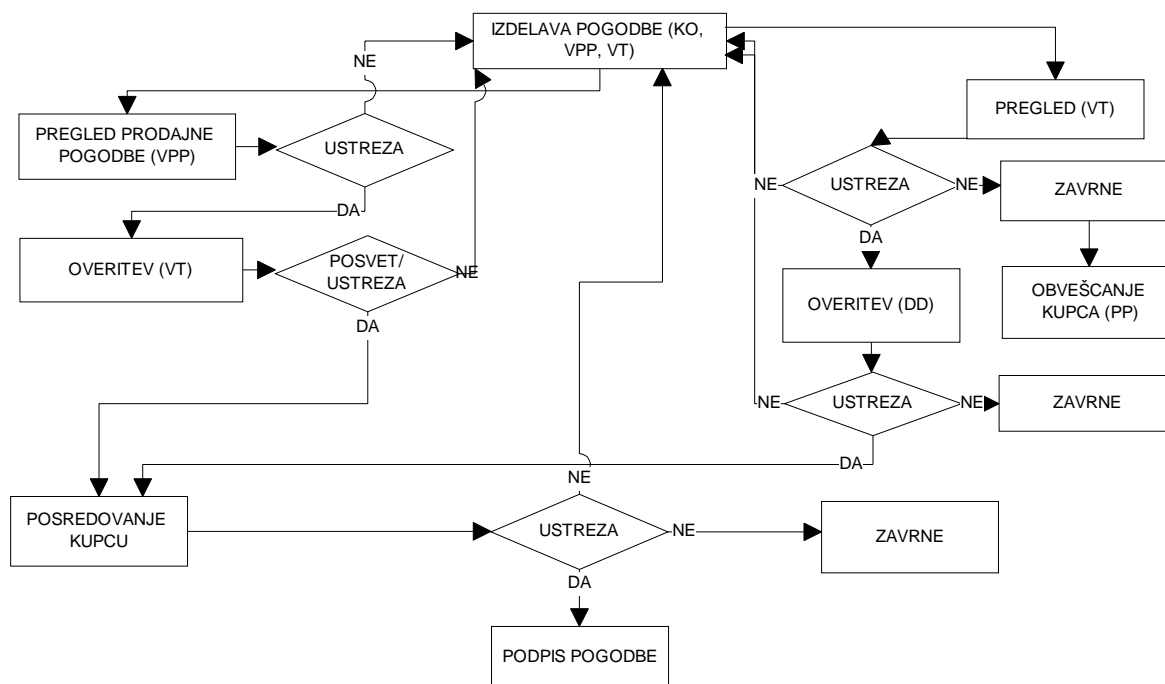 IZDELAVA POGODBE (KO,
VPP, VT)
NE
PREGLED (VT)
PREGLED PRODAJNE
POGODBE (VPP)
USTREZA
NE
USTREZA
NE
ZAVRNE
DA
DA
OVERITEV (VT)
POSVET/
USTREZA
NE
OVERITEV (DD)
OBVEŠCANJE
KUPCA (PP)
DA
NE
USTREZA
NE
ZAVRNE
DA
NE
POSREDOVANJE
KUPCU
USTREZA
NE
ZAVRNE
DA
PODPIS POGODBE